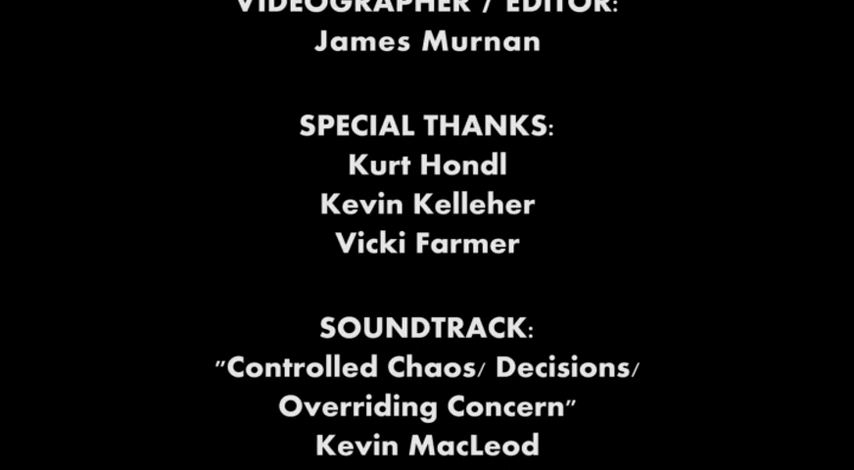 VIDEOGRAPHER / EDITOR:
James Murnan
SPECIAL THANKS:
Kurt Hondl
Kevin Kelleher
Vicki Farmer
SOUNDTRACK:
"Controlled Chaos/ Decisions/
Overriding Concern"
Kevin MacLeod